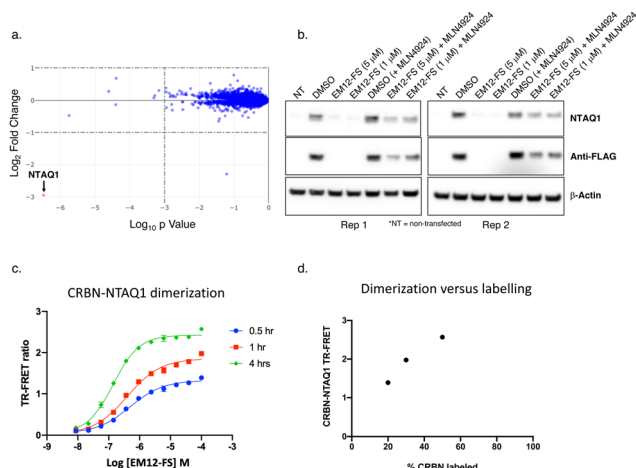 a.
Log2 Fold Change
1
0
−1
−2
−3
NTAQ1
−6
−5
−4
−3
−2
−1
0
Log10 p Value
b.
NT
DMSO
EM12-FS (5 µM)
EM12-FS (1 µM)
DMSO (+ MLN4924)
EM12-FS (5 µM) + MLN4924
EM12-FS (1 µM) + MLN4924
NT
DMSO
EM12-FS (5 µM)
EM12-FS (1 µM)
DMSO (+ MLN4924)
EM12-FS (5 µM) + MLN4924
EM12-FS (1 µM) + MLN4924
NTAQ1
Anti-FLAG
β-Actin
Rep 1
*NT = non-transfected
Rep 2
c.
CRBN-NTAQ1 dimerization
TR-FRET ratio
3
2
1
0
-9
-8
-7
-6
-5
-4
-3
Log [EM12-FS] M
0.5 hr
1 hr
4 hrs
d.
Dimerization versus labelling
CRBN-NTAQ1 TR-FRET
3
2
1
0
0
20
40
60
80
100
% CRBN labeled